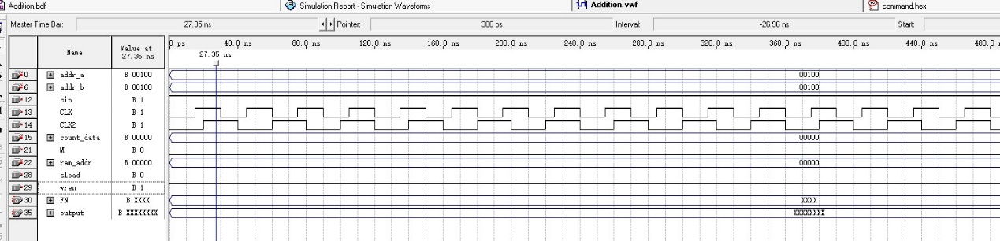 Addition.bdf Simulation Report - Simulation Waveforms Addition.vwf command.hex
Master Time Bar: 27.35 ns Pointer: 386 ps Interval: -26.96 ns Start:
Name Value at 27.35 ns 0 ps 40.0 ns 80.0 ns 120.0 ns 160.0 ns 200.0 ns 240.0 ns 280.0 ns 320.0 ns 360.0 ns 400.0 ns 440.0 ns 480.0
27.35 ns
0 addr_a B 00100 00100
6 addr_b B 00100 00100
12 cin B 1
13 CLK B 1
14 CLK2 B 1
15 count_data B 00000 00000
21 M B 0
22 ram_addr B 00000 00000
28 sload B 0
29 wren B 1
30 FN B XXXX XXXX
35 output B XXXXXXXX XXXXXXXX